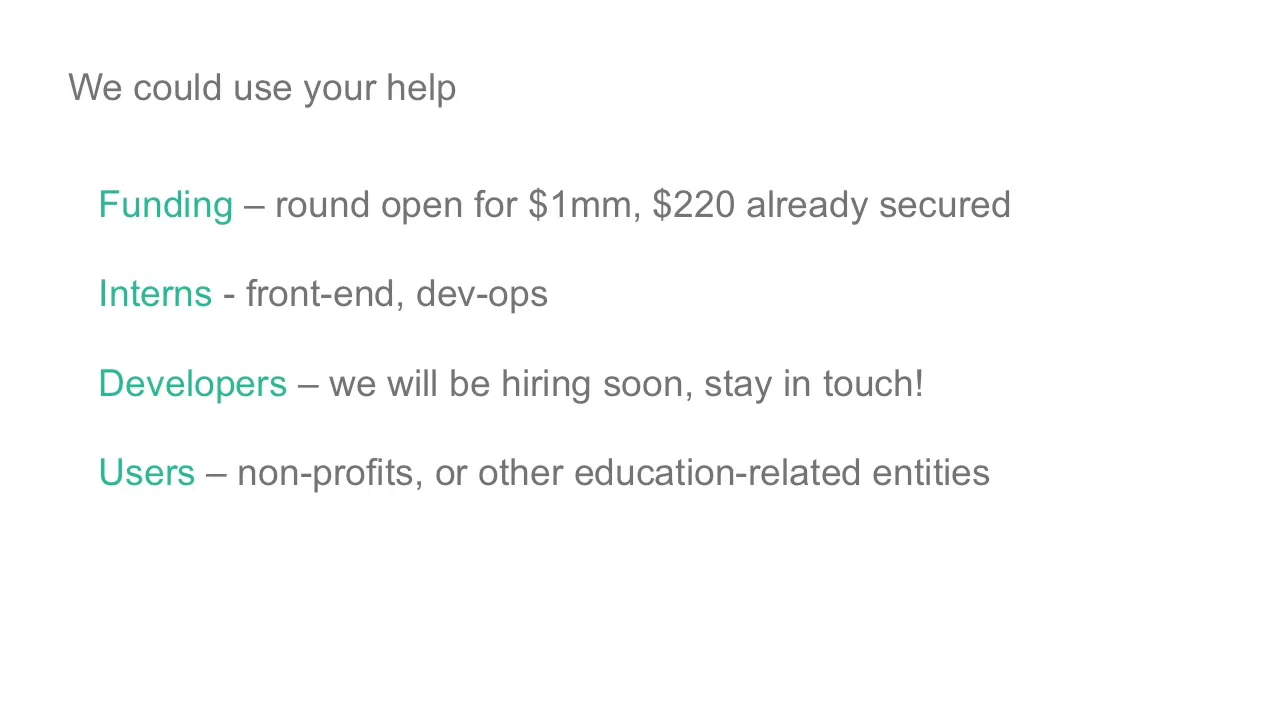 We could use your help
Funding – round open for $1mm, $220 already secured
Interns - front-end, dev-ops
Developers – we will be hiring soon, stay in touch!
Users – non-profits, or other education-related entities